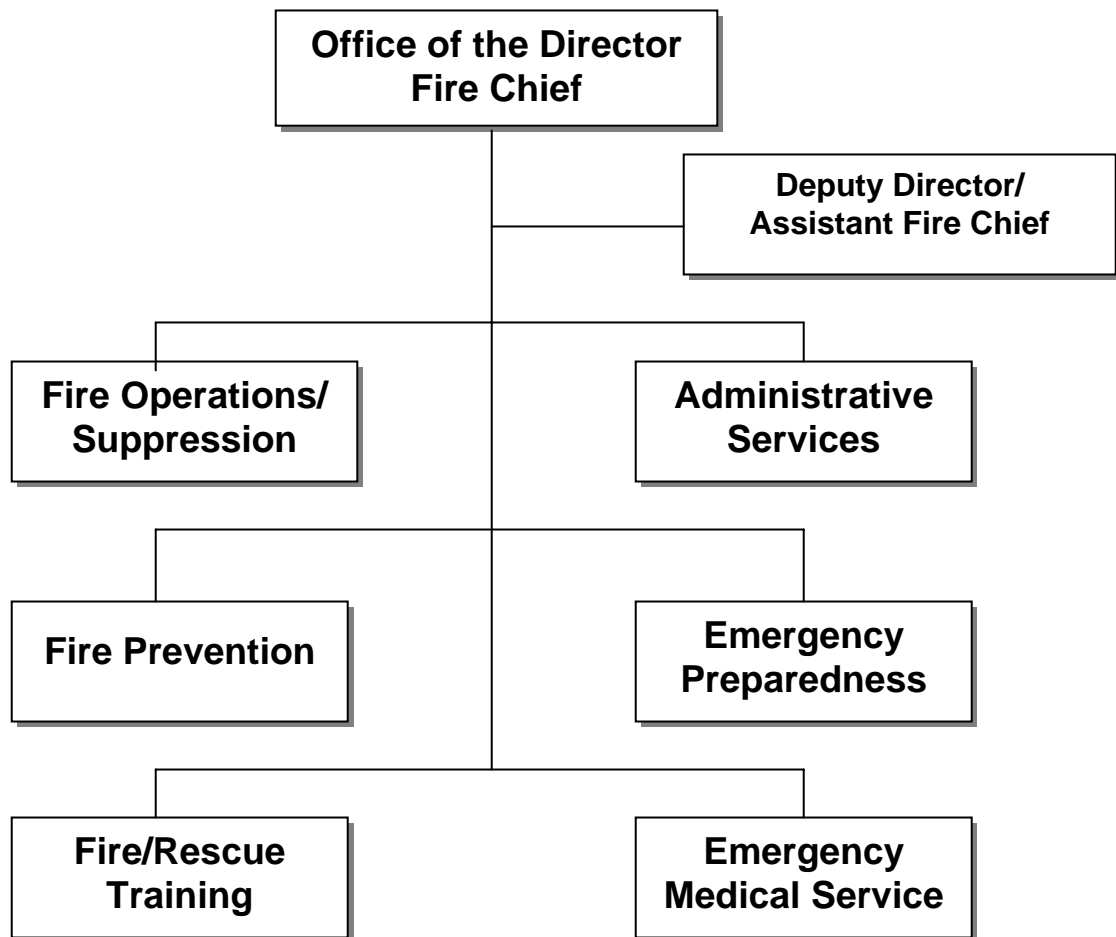 Office of the Director
Fire Chief
Deputy Director/
Assistant Fire Chief
Fire Operations/
Suppression
Administrative
Services
Fire Prevention
Emergency
Preparedness
Fire/Rescue
Training
Emergency
Medical Service